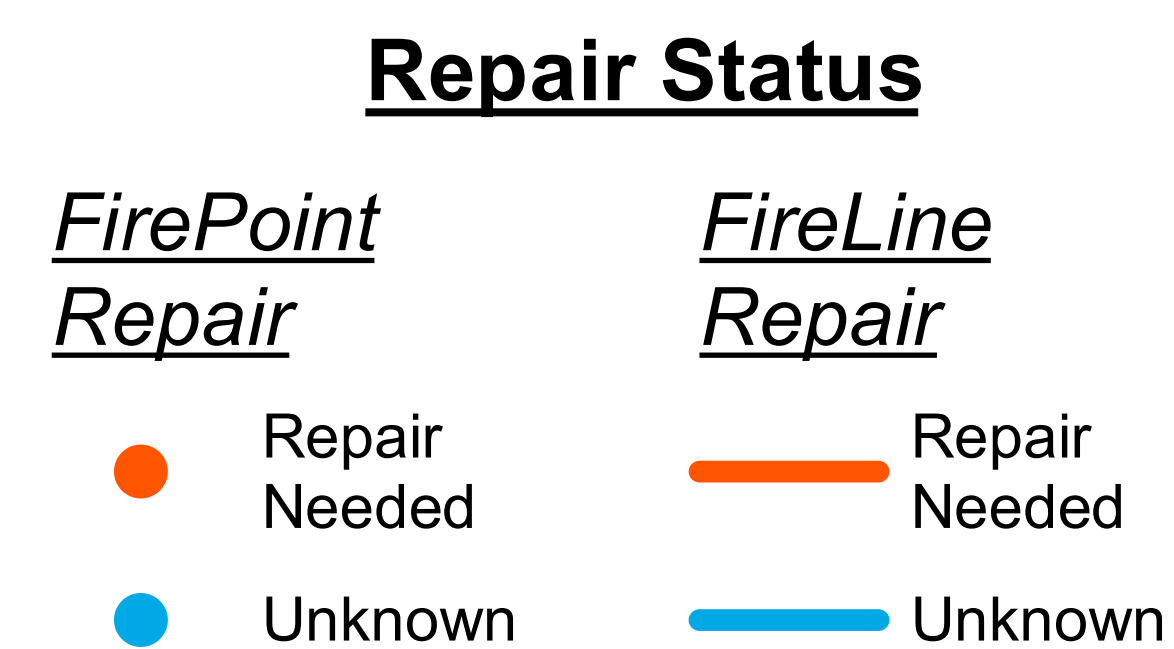 Repair Status
FirePoint
Repair
Repair
Needed
Unknown
FireLine
Repair
Repair
Needed
Unknown